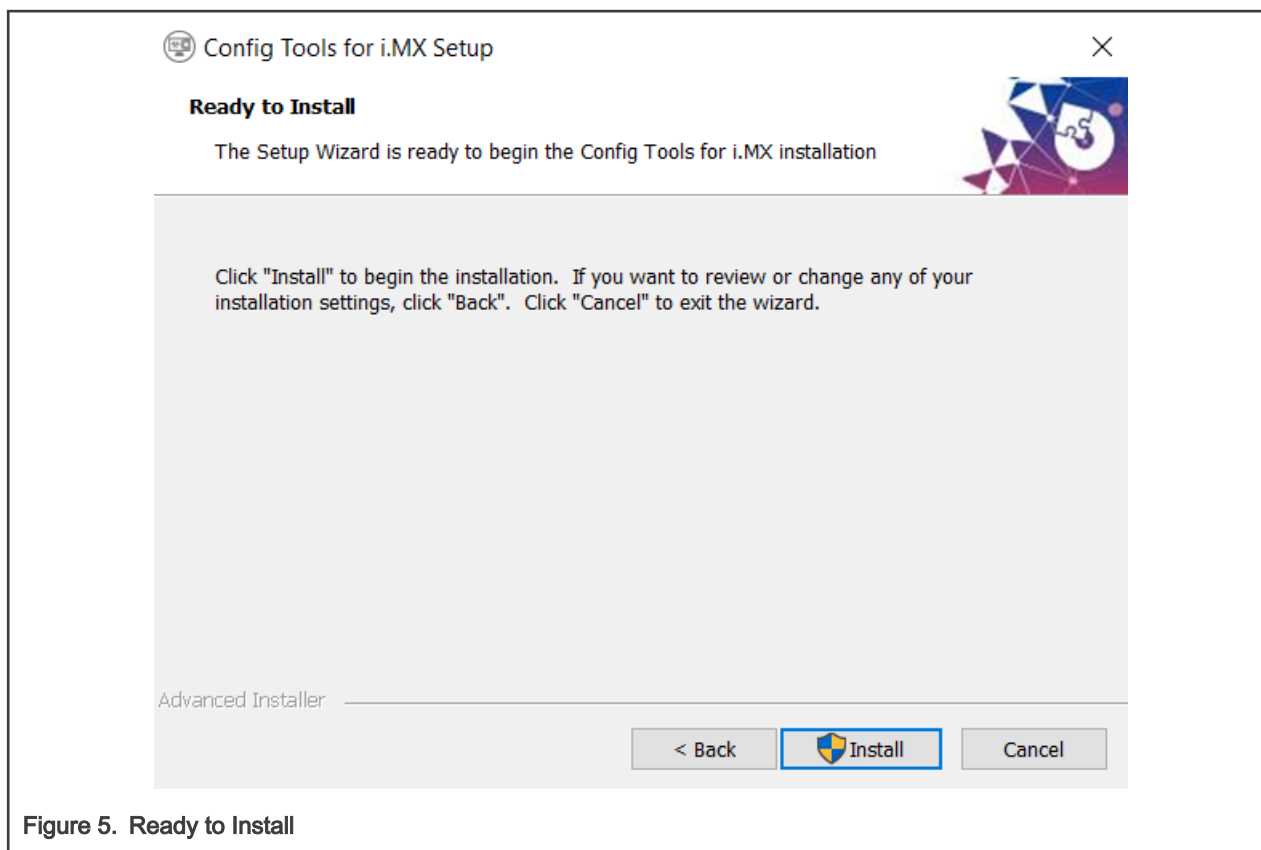 Config Tools for i.MX Setup
Ready to Install
The Setup Wizard is ready to begin the Config Tools for i.MX installation
Click "Install" to begin the installation.  If you want to review or change any of your
installation settings, click "Back".  Click "Cancel" to exit the wizard.
Advanced Installer
< Back
Install
Cancel
Figure 5.  Ready to Install